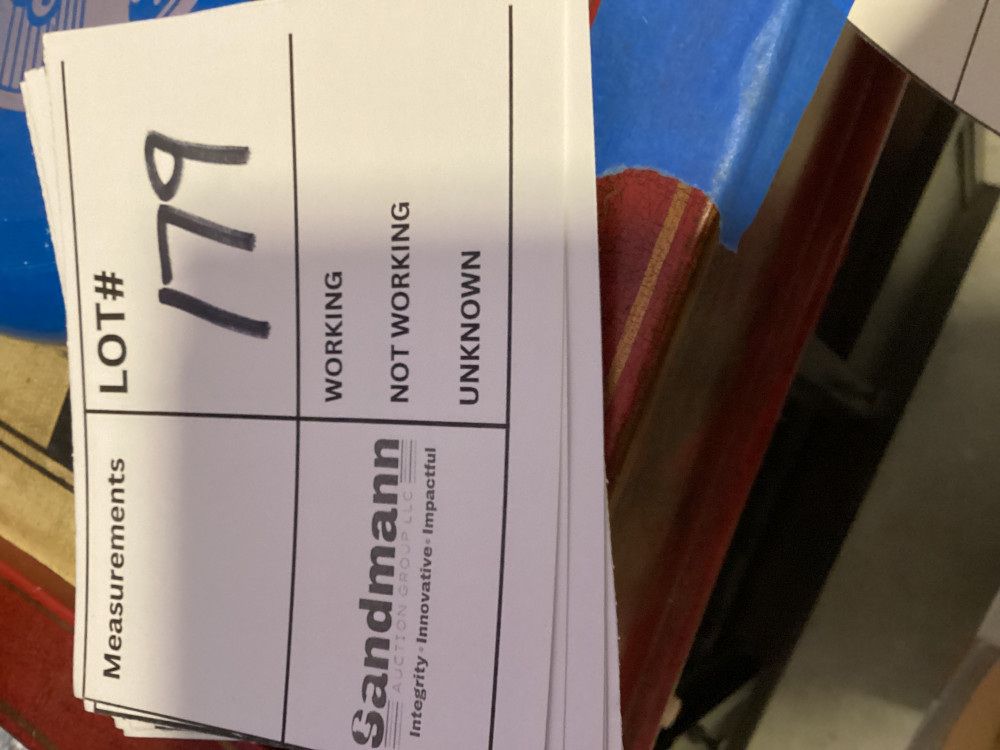 Measurements
LOT#
179
Sandmann
AUCTION GROUP LLC
Integrity • Innovative • Impactful
WORKING
NOT WORKING
UNKNOWN